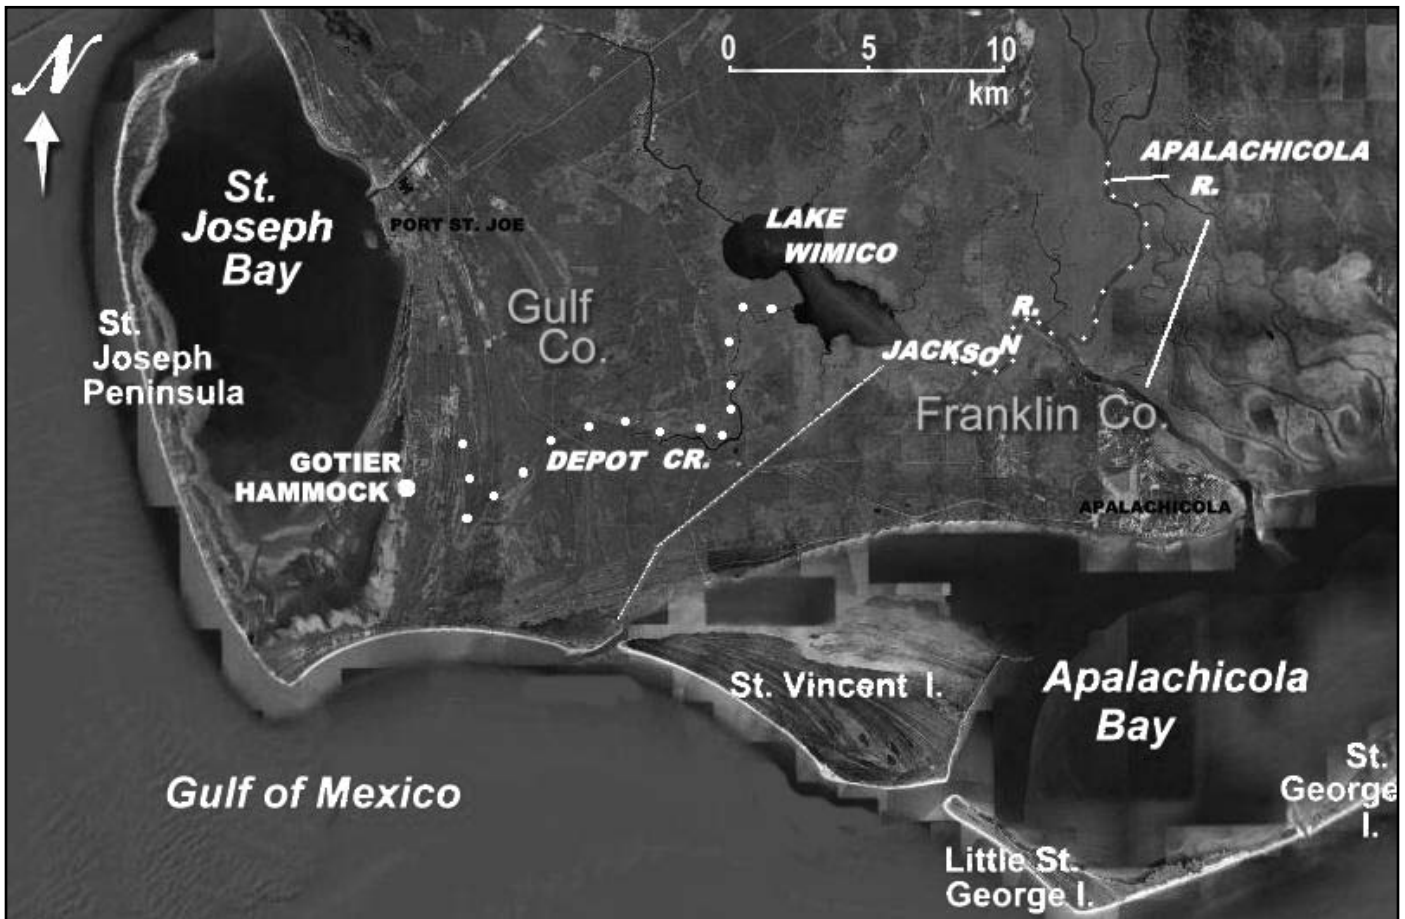 N
0 5 10
km
APALACHICOLA
R.
St.
Joseph
Bay
PORT ST. JOE
LAKE
WIMICO
Gulf
Co.
R.
JACKSON
St.
Joseph
Peninsula
Franklin Co.
GOTIER
HAMMOCK
DEPOT CR.
APALACHICOLA
St. Vincent I.
Apalachicola
Bay
Gulf of Mexico
St.
George
I.
Little St.
George I.